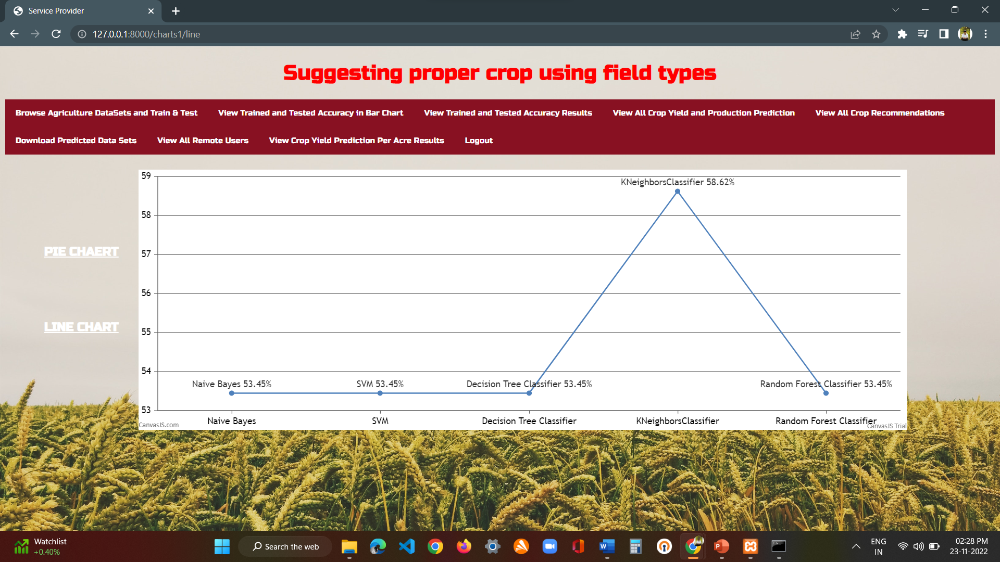 Service Provider
127.0.0.1:8000/charts1/line
Suggesting proper crop using field types
Browse Agriculture DataSets and Train & Test View Trained and Tested Accuracy in Bar Chart View Trained and Tested Accuracy Results View All Crop Yield and Production Prediction View All Crop Recommendations
Download Predicted Data Sets View All Remote Users View Crop Yield Prediction Per Acre Results Logout
PIE CHAERT
LINE CHART
59
58
57
56
55
54
53
KNeighborsClassifier 58.62%
Naive Bayes 53.45% SVM 53.45% Decision Tree Classifier 53.45% Random Forest Classifier 53.45%
Naive Bayes SVM Decision Tree Classifier KNeighborsClassifier Random Forest Classifier
CanvasJS.com CanvasJS Trial
Watchlist
+0.40%
Search the web
ENG
IN
02:28 PM
23-11-2022